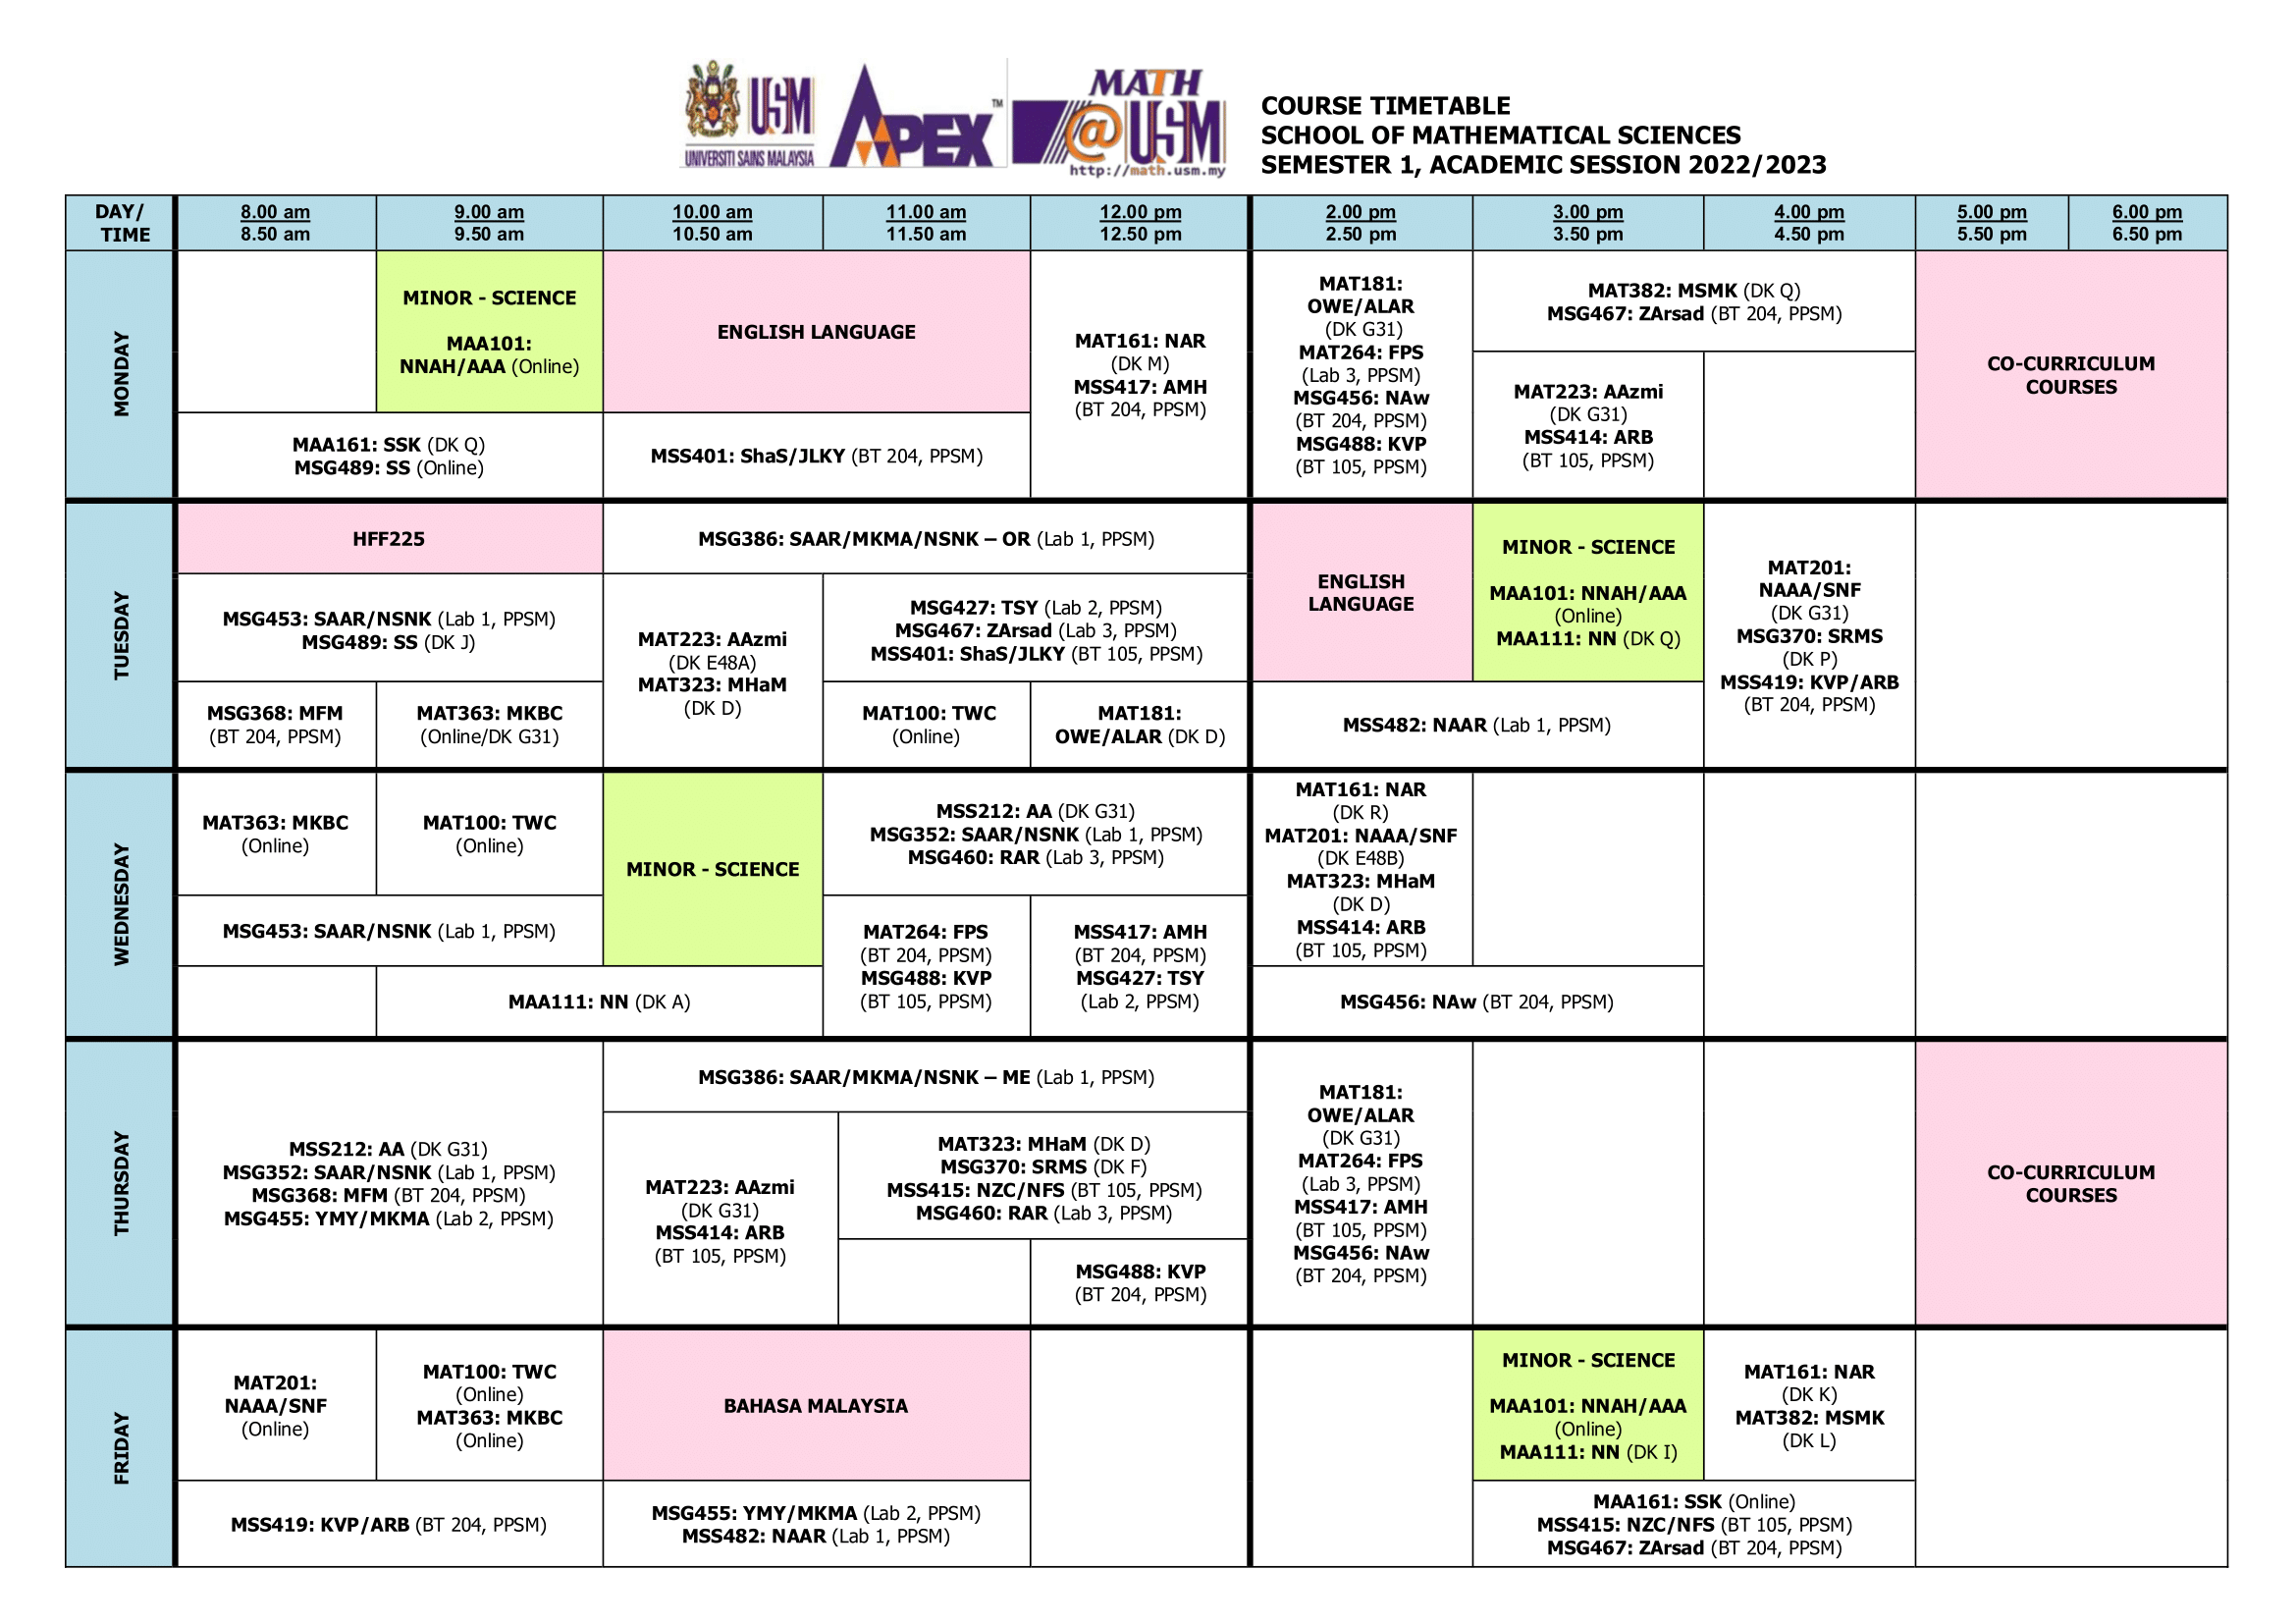 USM
UNIVERSITI SAINS MALAYSIA
APEX™
MATH
@USM
http://math.usm.my
COURSE TIMETABLE
SCHOOL OF MATHEMATICAL SCIENCES
SEMESTER 1, ACADEMIC SESSION 2022/2023
DAY/
TIME
8.00 am
8.50 am
9.00 am
9.50 am
10.00 am
10.50 am
11.00 am
11.50 am
12.00 pm
12.50 pm
2.00 pm
2.50 pm
3.00 pm
3.50 pm
4.00 pm
4.50 pm
5.00 pm
5.50 pm
6.00 pm
6.50 pm
MONDAY
MINOR - SCIENCE
MAA101:
NNAH/AAA (Online)
ENGLISH LANGUAGE
MAA161: SSK (DK Q)
MSG489: SS (Online)
MSS401: ShaS/JLKY (BT 204, PPSM)
MAT161: NAR
(DK M)
MSS417: AMH
(BT 204, PPSM)
MAT181:
OWE/ALAR
(DK G31)
MAT264: FPS
(Lab 3, PPSM)
MSG456: NAw
(BT 204, PPSM)
MSG488: KVP
(BT 105, PPSM)
MAT382: MSMK (DK Q)
MSG467: ZArsad (BT 204, PPSM)
MAT223: AAzmi
(DK G31)
MSS414: ARB
(BT 105, PPSM)
CO-CURRICULUM
COURSES
TUESDAY
HFF225
MSG386: SAAR/MKMA/NSNK – OR (Lab 1, PPSM)
MSG453: SAAR/NSNK (Lab 1, PPSM)
MSG489: SS (DK J)
MSG368: MFM
(BT 204, PPSM)
MAT363: MKBC
(Online/DK G31)
MAT223: AAzmi
(DK E48A)
MAT323: MHaM
(DK D)
MSG427: TSY (Lab 2, PPSM)
MSG467: ZArsad (Lab 3, PPSM)
MSS401: ShaS/JLKY (BT 105, PPSM)
MAT100: TWC
(Online)
MAT181:
OWE/ALAR (DK D)
ENGLISH
LANGUAGE
MINOR - SCIENCE
MAA101: NNAH/AAA
(Online)
MAA111: NN (DK Q)
MSS482: NAAR (Lab 1, PPSM)
MAT201:
NAAA/SNF
(DK G31)
MSG370: SRMS
(DK P)
MSS419: KVP/ARB
(BT 204, PPSM)
WEDNESDAY
MAT363: MKBC
(Online)
MAT100: TWC
(Online)
MSG453: SAAR/NSNK (Lab 1, PPSM)
MINOR - SCIENCE
MAA111: NN (DK A)
MSS212: AA (DK G31)
MSG352: SAAR/NSNK (Lab 1, PPSM)
MSG460: RAR (Lab 3, PPSM)
MAT264: FPS
(BT 204, PPSM)
MSG488: KVP
(BT 105, PPSM)
MSS417: AMH
(BT 204, PPSM)
MSG427: TSY
(Lab 2, PPSM)
MAT161: NAR
(DK R)
MAT201: NAAA/SNF
(DK E48B)
MAT323: MHaM
(DK D)
MSS414: ARB
(BT 105, PPSM)
MSG456: NAw (BT 204, PPSM)
THURSDAY
MSS212: AA (DK G31)
MSG352: SAAR/NSNK (Lab 1, PPSM)
MSG368: MFM (BT 204, PPSM)
MSG455: YMY/MKMA (Lab 2, PPSM)
MSG386: SAAR/MKMA/NSNK – ME (Lab 1, PPSM)
MAT223: AAzmi
(DK G31)
MSS414: ARB
(BT 105, PPSM)
MAT323: MHaM (DK D)
MSG370: SRMS (DK F)
MSS415: NZC/NFS (BT 105, PPSM)
MSG460: RAR (Lab 3, PPSM)
MSG488: KVP
(BT 204, PPSM)
MAT181:
OWE/ALAR
(DK G31)
MAT264: FPS
(Lab 3, PPSM)
MSS417: AMH
(BT 105, PPSM)
MSG456: NAw
(BT 204, PPSM)
CO-CURRICULUM
COURSES
FRIDAY
MAT201:
NAAA/SNF
(Online)
MAT100: TWC
(Online)
MAT363: MKBC
(Online)
MSS419: KVP/ARB (BT 204, PPSM)
BAHASA MALAYSIA
MSG455: YMY/MKMA (Lab 2, PPSM)
MSS482: NAAR (Lab 1, PPSM)
MINOR - SCIENCE
MAA101: NNAH/AAA
(Online)
MAA111: NN (DK I)
MAT161: NAR
(DK K)
MAT382: MSMK
(DK L)
MAA161: SSK (Online)
MSS415: NZC/NFS (BT 105, PPSM)
MSG467: ZArsad (BT 204, PPSM)